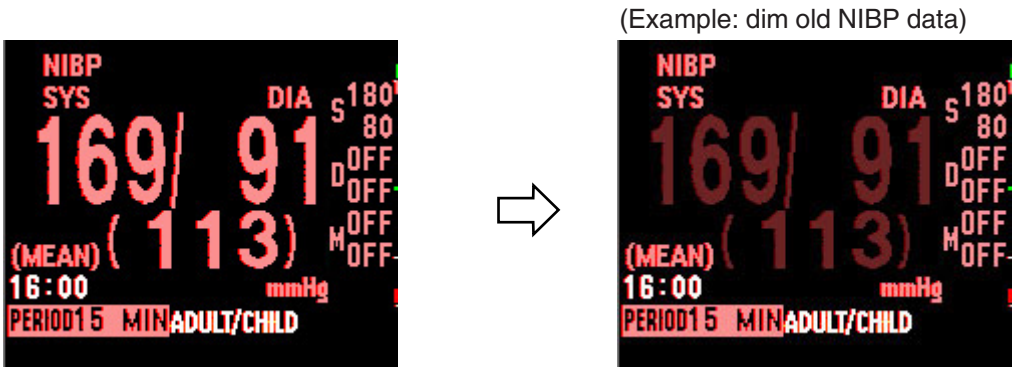 (Example: dim old NIBP data)
NIBP
SYS DIA S 180
169/ 91 80
D OFF
OFF
(MEAN) (113) M OFF
OFF
16:00 mmHg
PERIOD15 MIN ADULT/CHILD
NIBP
SYS DIA S 180
169/ 91 80
D OFF
OFF
(MEAN) (113) M OFF
OFF
16:00 mmHg
PERIOD15 MIN ADULT/CHILD